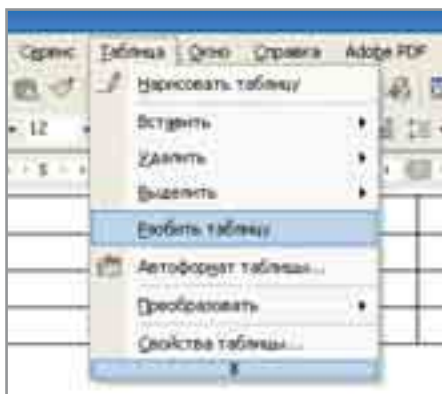 Сервис Таблица Окно Справка Adobe PDF
Нарисовать таблицу
12
Вставить
Удалить
5
Выделить
Разбить таблицу
Автоформат таблицы...
Преобразовать
Свойства таблицы...